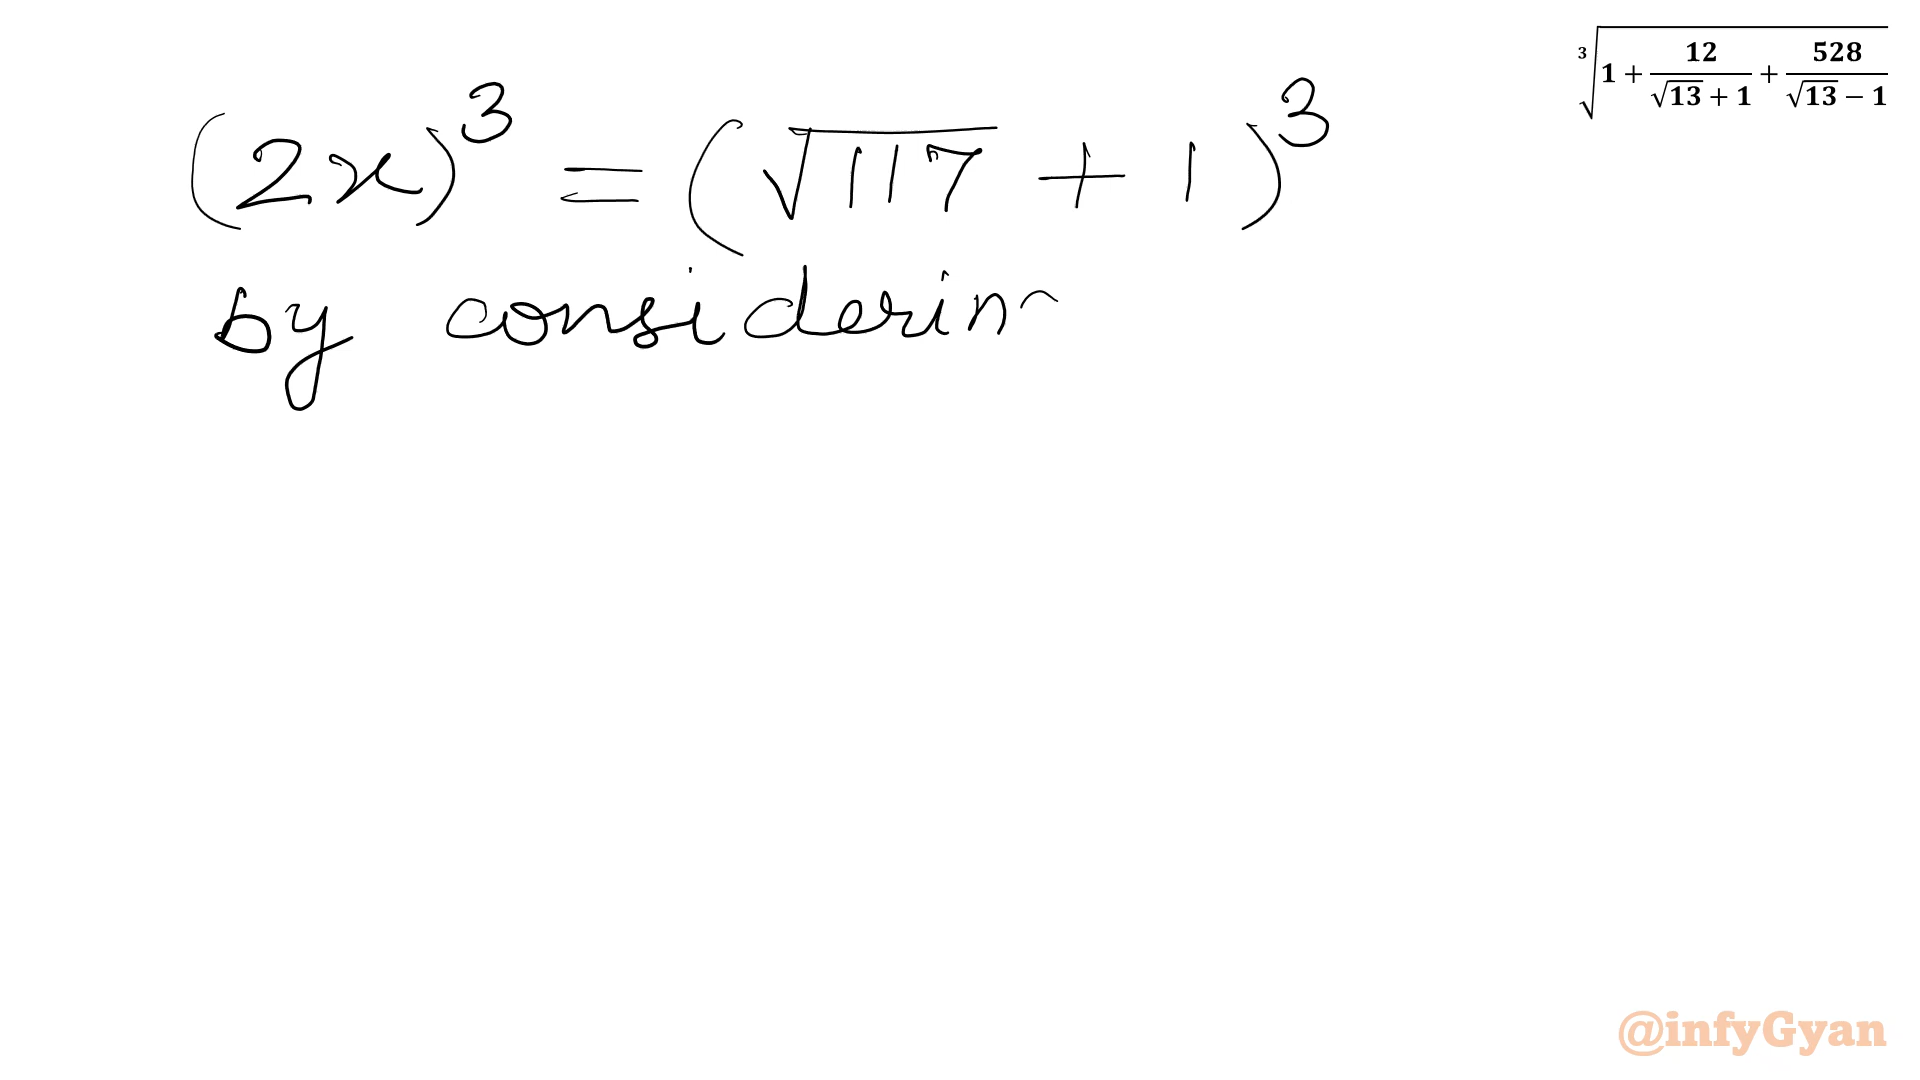 ∛(1 + 12/(√13 + 1) + 528/(√13 − 1))
(2x)³ = (√117 + 1)³
by considerin
@infyGyan